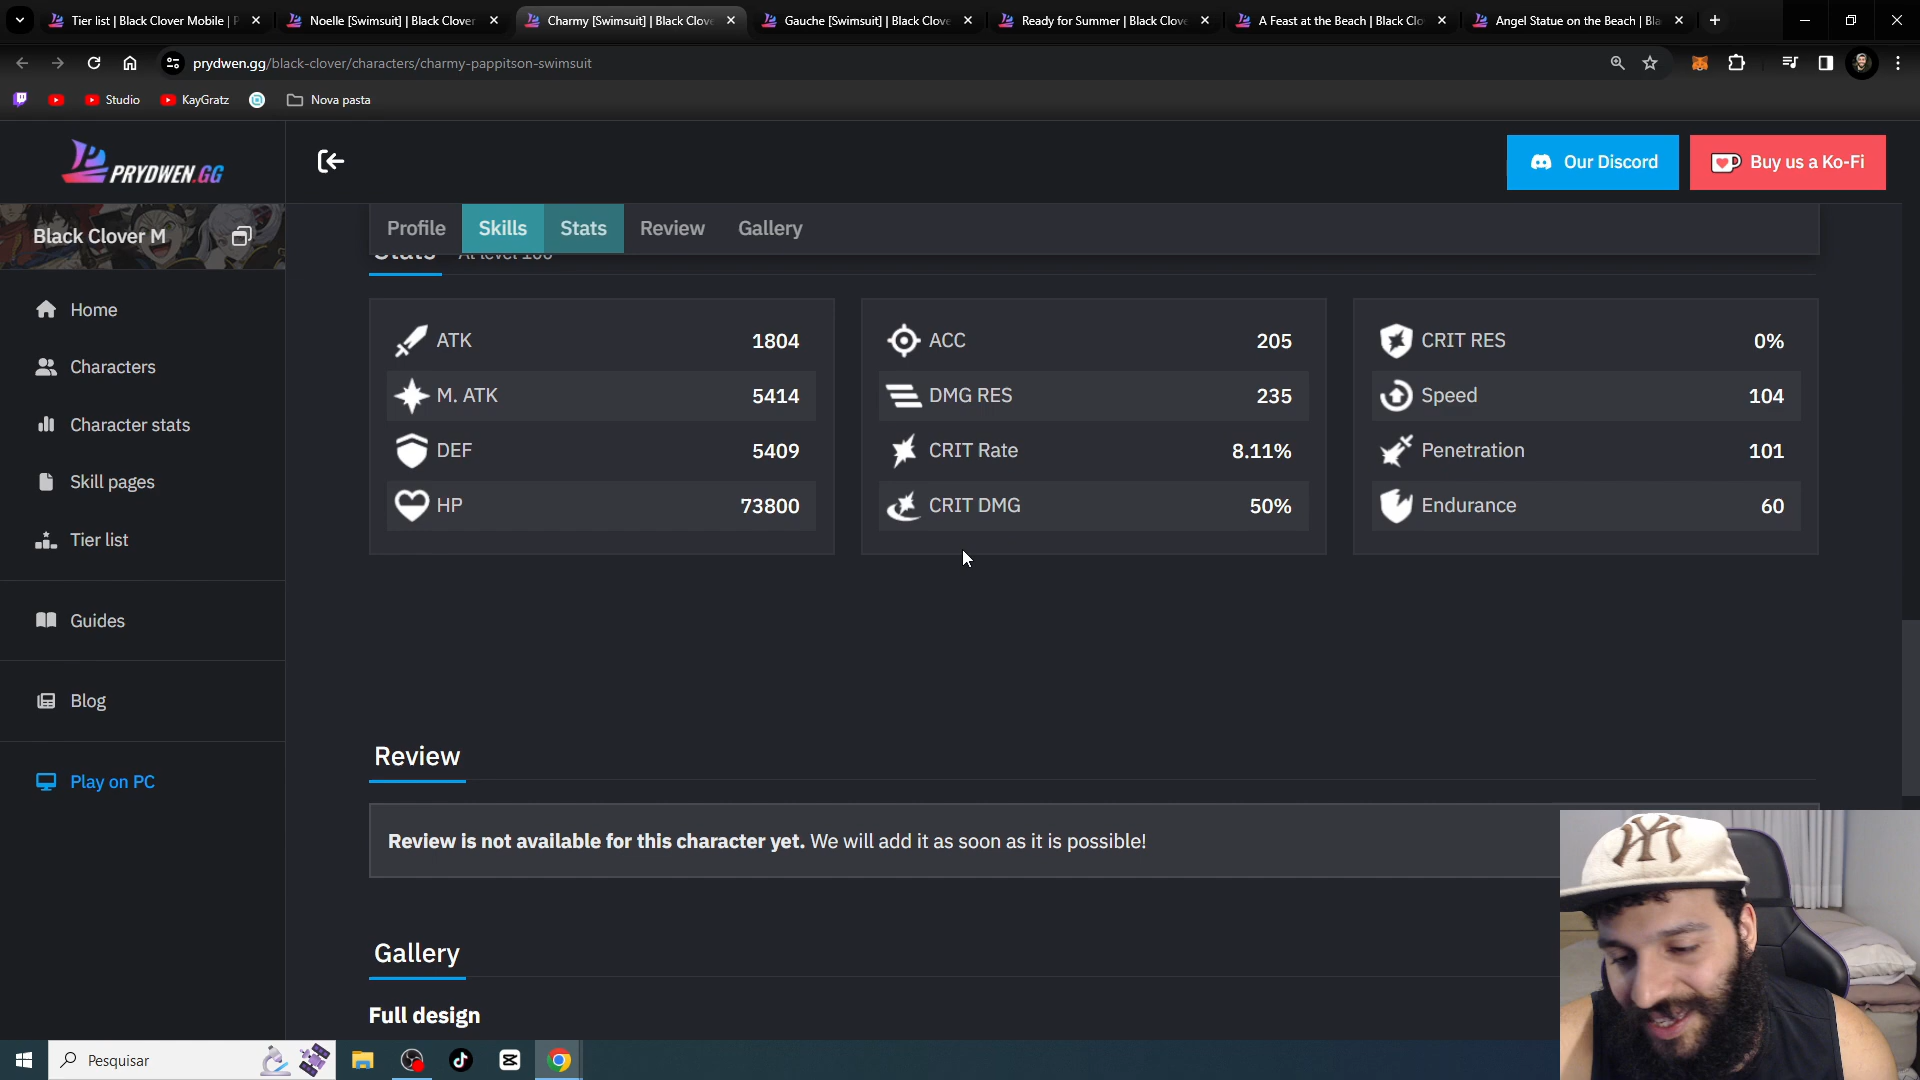 Tier list | Black Clover Mobile | P
Noelle [Swimsuit] | Black Clover
Charmy [Swimsuit] | Black Clove
Gauche [Swimsuit] | Black Clove
Ready for Summer | Black Clove
A Feast at the Beach | Black Clo
Angel Statue on the Beach | Bla
prydwen.gg/black-clover/characters/charmy-pappitson-swimsuit
Studio
KayGratz
Nova pasta
PRYDWEN.GG
Our Discord
Buy us a Ko-Fi
Black Clover M
Profile
Skills
Stats
Review
Gallery
Stats At level 100
Home
Characters
Character stats
Skill pages
Tier list
Guides
Blog
Play on PC
ATK 1804
M. ATK 5414
DEF 5409
HP 73800
ACC 205
DMG RES 235
CRIT Rate 8.11%
CRIT DMG 50%
CRIT RES 0%
Speed 104
Penetration 101
Endurance 60
Review
Review is not available for this character yet. We will add it as soon as it is possible!
Gallery
Full design
Pesquisar